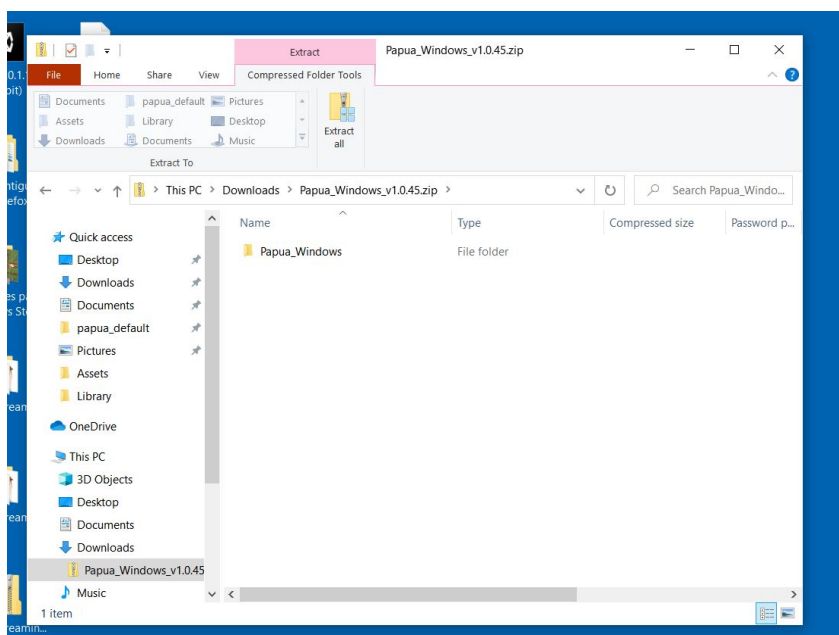 Extract
Papua_Windows_v1.0.45.zip
File
Home
Share
View
Compressed Folder Tools
Documents
papua_default
Pictures
Assets
Library
Desktop
Downloads
Documents
Music
Extract
all
Extract To
This PC > Downloads > Papua_Windows_v1.0.45.zip >
Search Papua_Windo...
Name
Type
Compressed size
Password p...
Papua_Windows
File folder
Quick access
Desktop
Downloads
Documents
papua_default
Pictures
Assets
Library
OneDrive
This PC
3D Objects
Desktop
Documents
Downloads
Papua_Windows_v1.0.45
Music
1 item